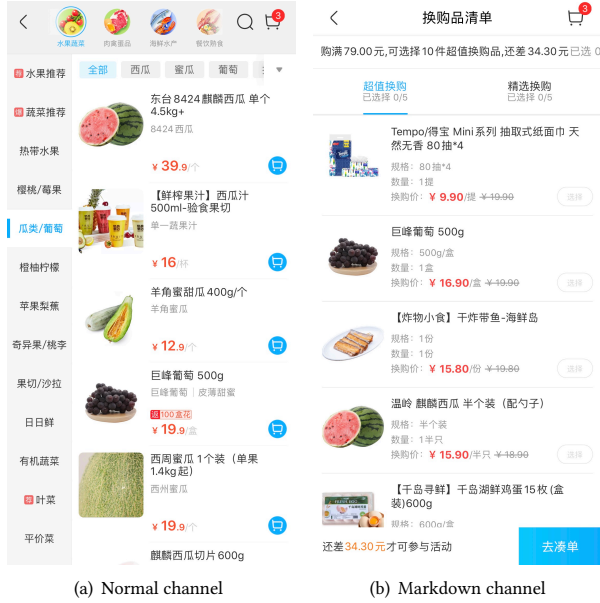 3
水果蔬菜
肉禽蛋品
海鲜水产
餐饮熟食
全部
西瓜
蜜瓜
葡萄
荐 水果推荐
蔬菜推荐
热带水果
樱桃/莓果
瓜类/葡萄
橙柚柠檬
苹果梨蕉
奇异果/桃李
果切/沙拉
日日鲜
有机蔬菜
叶菜
平价菜
东台8424麒麟西瓜 单个
4.5kg+
8424西瓜
¥ 39.9/个
【鲜榨果汁】西瓜汁
500ml-验食果切
单一蔬果汁
¥ 16/杯
羊角蜜甜瓜400g/个
羊角蜜瓜
¥ 12.9/个
巨峰葡萄 500g
巨峰葡萄｜皮薄甜蜜
100盒花
¥ 19.9/盒
西周蜜瓜1个装（单果
1.4kg起）
西州蜜瓜
¥ 19.9/个
麒麟西瓜切片600g
(a) Normal channel
换购品清单
3
购满79.00元,可选择10件超值换购品,还差34.30元已选 0
超值换购
已选择 0/5
精选换购
已选择 0/5
Tempo/得宝 Mini系列 抽取式纸面巾 天
然无香 80抽*4
规格： 80抽*4
数量： 1提
换购价： ¥ 9.90/提 ¥ 19.90
选择
巨峰葡萄 500g
规格： 500g/盒
数量： 1盒
换购价： ¥ 16.90/盒 ¥ 19.90
选择
【炸物小食】干炸带鱼-海鲜岛
规格： 1份
数量： 1份
换购价： ¥ 15.80/份 ¥ 19.80
选择
温岭 麒麟西瓜 半个装（配勺子）
规格： 半个装
数量： 1半只
换购价： ¥ 15.90/半只 ¥ 18.90
选择
【千岛寻鲜】千岛湖鲜鸡蛋15枚(盒
装)600g
规格： 600g/盒
还差34.30元才可参与活动
去凑单
(b) Markdown channel